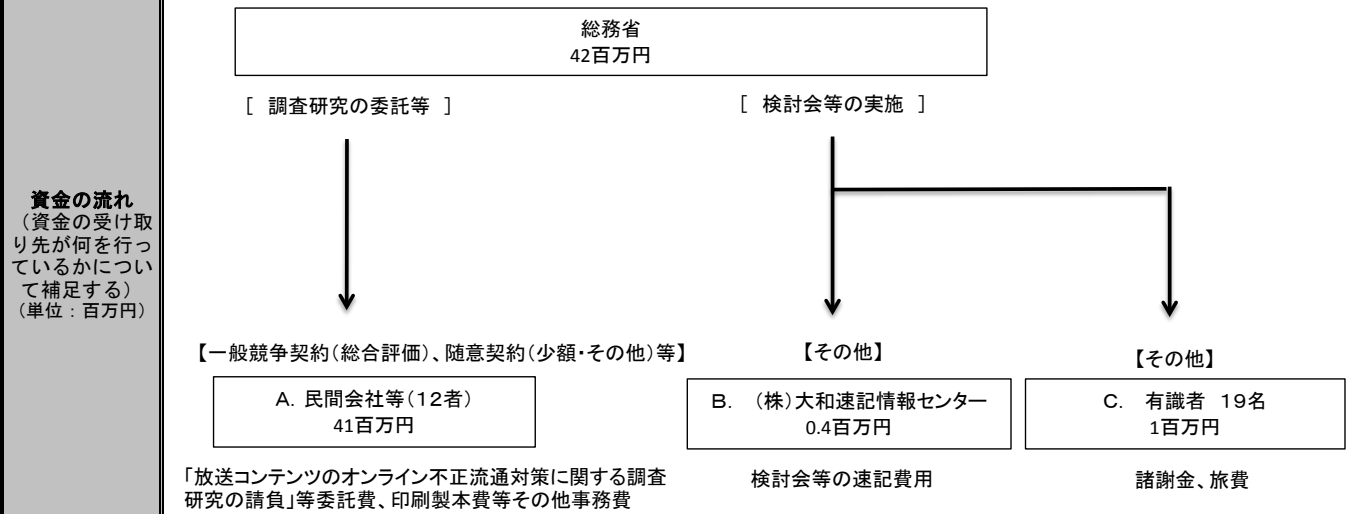 資金の流れ
(資金の受け取
り先が何を行っ
ているかについ
て補足する)
(単位:百万円)
総務省
42百万円
[ 調査研究の委託等 ]
[ 検討会等の実施 ]
【一般競争契約(総合評価)、随意契約(少額・その他)等】
【その他】
【その他】
A. 民間会社等(12者)
41百万円
B. (株)大和速記情報センター
0.4百万円
C. 有識者 19名
1百万円
「放送コンテンツのオンライン不正流通対策に関する調査
研究の請負」等委託費、印刷製本費等その他事務費
検討会等の速記費用
諸謝金、旅費